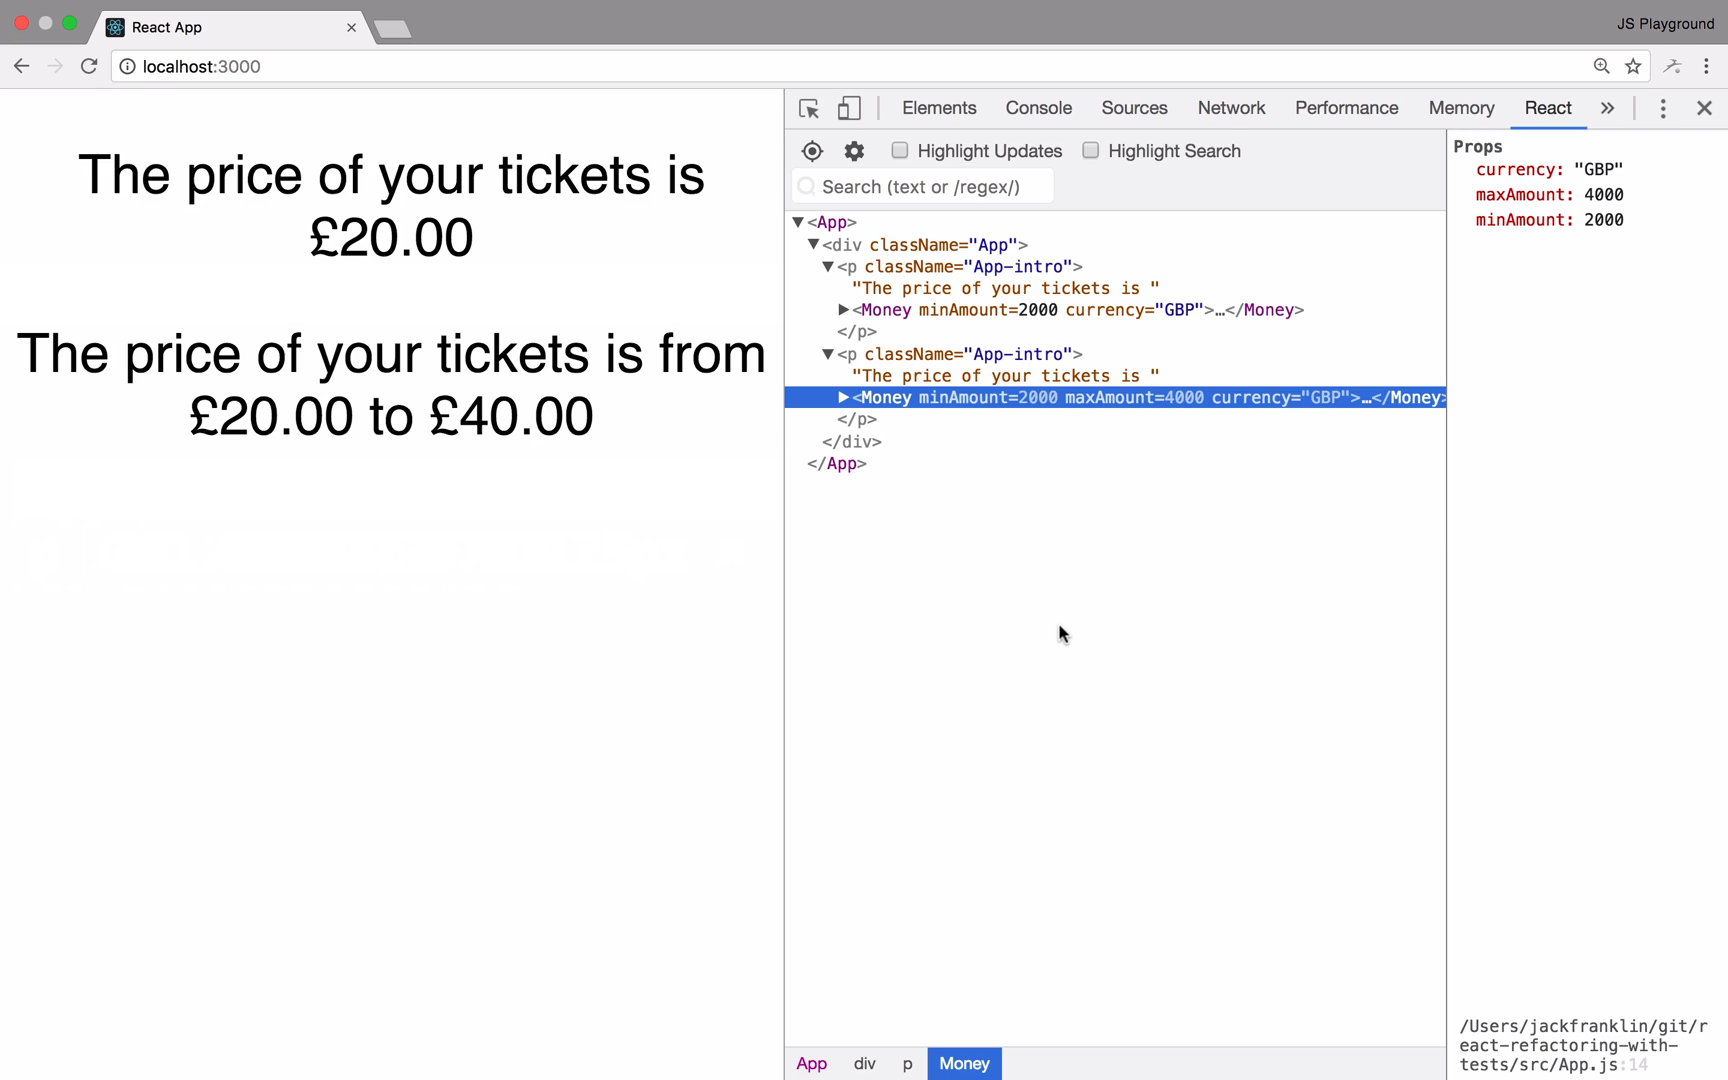 React App
JS Playground
localhost:3000
The price of your tickets is
£20.00
The price of your tickets is from
£20.00 to £40.00
Elements Console Sources Network Performance Memory React »
Highlight Updates Highlight Search
Search (text or /regex/)
▼<App>
▼<div className="App">
▼<p className="App-intro">
"The price of your tickets is "
▶<Money minAmount=2000 currency="GBP">…</Money>
</p>
▼<p className="App-intro">
"The price of your tickets is "
▶<Money minAmount=2000 maxAmount=4000 currency="GBP">…</Money>
</p>
</div>
</App>
App div p Money
Props
currency: "GBP"
maxAmount: 4000
minAmount: 2000
/Users/jackfranklin/git/r
eact-refactoring-with-
tests/src/App.js:14